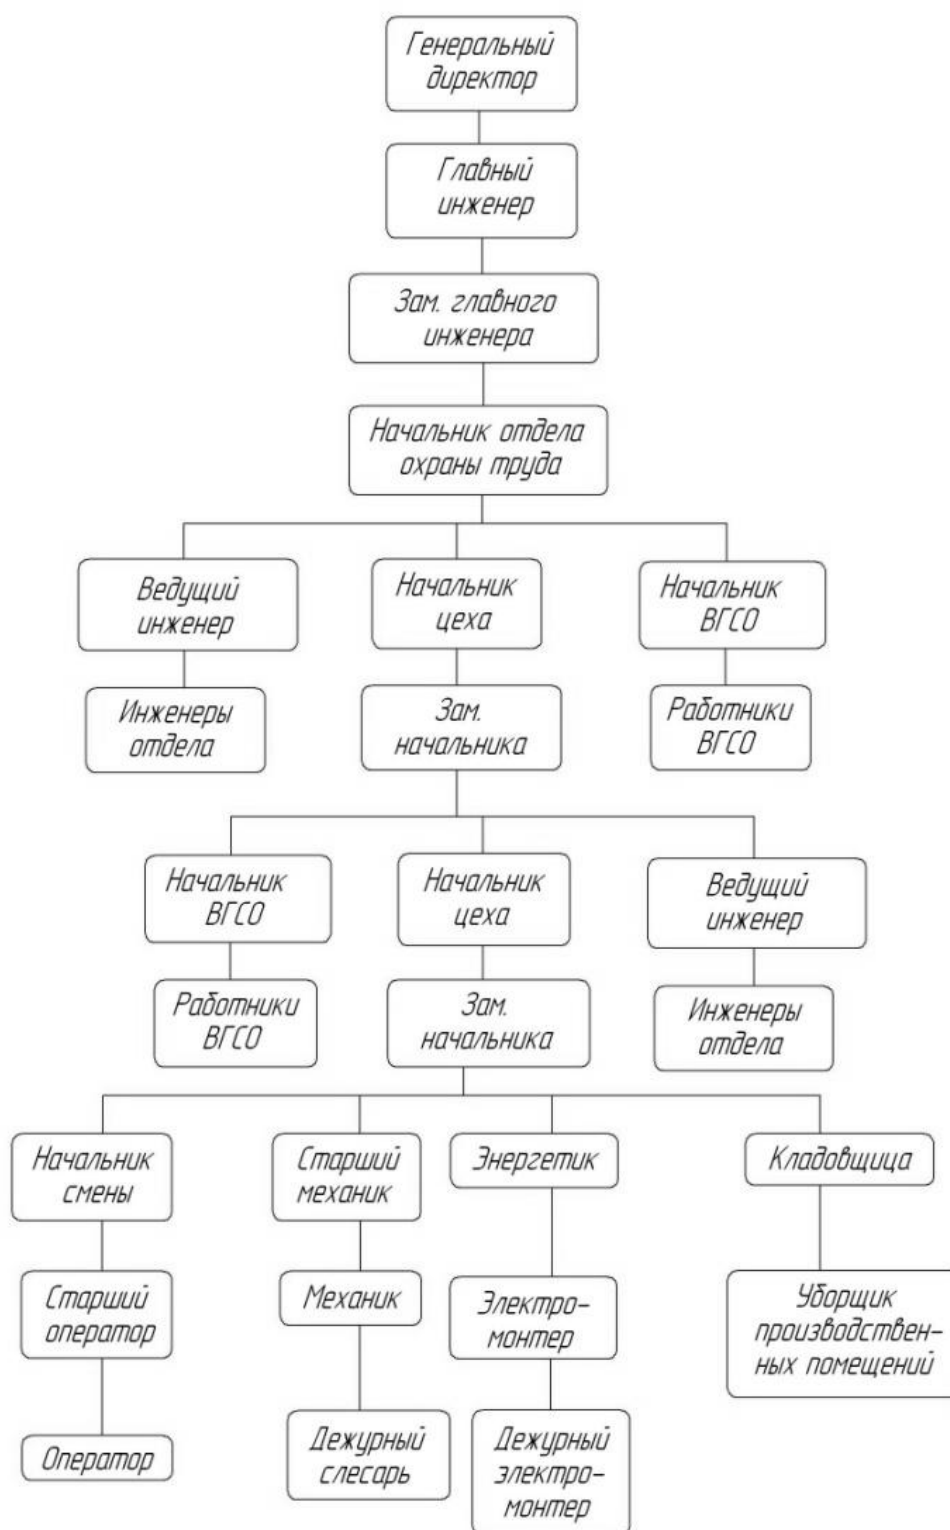 Генеральный
директор
Главный
инженер
Зам. главного
инженера
Начальник отдела
охраны труда
Ведущий
инженер
Начальник
цеха
Начальник
ВГСО
Инженеры
отдела
Зам.
начальника
Работники
ВГСО
Начальник
ВГСО
Начальник
цеха
Ведущий
инженер
Работники
ВГСО
Зам.
начальника
Инженеры
отдела
Начальник
смены
Старший
механик
Энергетик
Кладовщица
Старший
оператор
Механик
Электро-
монтер
Уборщик
производствен-
ных помещений
Оператор
Дежурный
слесарь
Дежурный
электро-
монтер